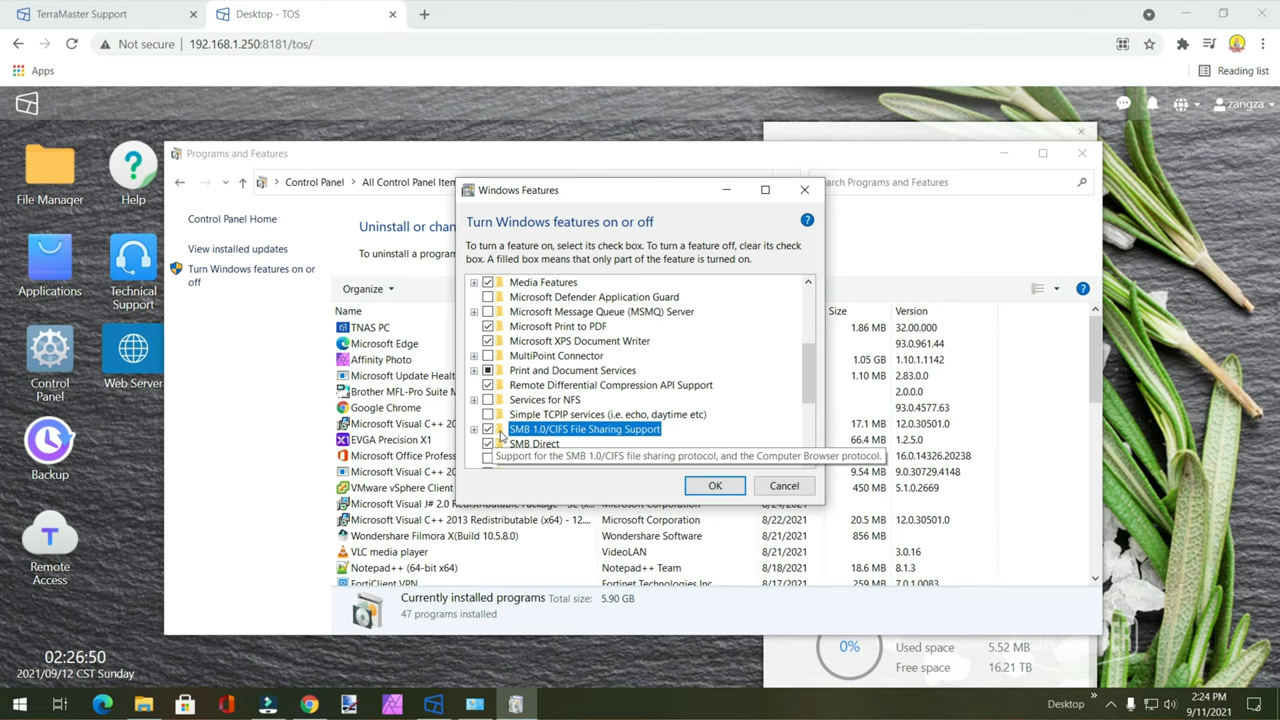 TerraMaster Support
Desktop - TOS
Not secure
192.168.1.250:8181/tos/
Apps
Reading list
zangza
File Manager
Help
Applications
Technical
Support
Control
Panel
Web Server
Backup
Remote
Access
02:26:50
2021/09/12 CST Sunday
Programs and Features
Control Panel
All Control Panel Item
earch Programs and Features
Control Panel Home
View installed updates
Turn Windows features on or
off
Uninstall or chan
To uninstall a program
Organize
Name
Size
Version
TNAS PC
1.86 MB
32.00.000
Microsoft Edge
93.0.961.44
Affinity Photo
1.05 GB
1.10.1.1142
Microsoft Update Healt
1.10 MB
2.83.0.0
Brother MFL-Pro Suite M
2.0.0.0
Google Chrome
93.0.4577.63
Microsoft Visual C++
17.1 MB
12.0.30501.0
EVGA Precision X1
66.4 MB
1.2.5.0
Microsoft Office Profes
16.0.14326.20238
Microsoft Visual C++
9.54 MB
9.0.30729.4148
VMware vSphere Client
450 MB
5.1.0.2669
Microsoft Visual J# 2.0 Redistributable Package - SE (x
Microsoft Corporation
8/24/2021
Microsoft Visual C++ 2013 Redistributable (x64) - 12....
Microsoft Corporation
8/22/2021
20.5 MB
12.0.30501.0
Wondershare Filmora X(Build 10.5.8.0)
Wondershare Software
8/21/2021
856 MB
VLC media player
VideoLAN
8/21/2021
3.0.16
Notepad++ (64-bit x64)
Notepad++ Team
8/18/2021
18.6 MB
8.1.3
FortiClient VPN
Fortinet Technologies Inc
8/17/2021
259 MB
7.0.1.0083
Currently installed programs Total size: 5.90 GB
47 programs installed
Windows Features
Turn Windows features on or off
To turn a feature on, select its check box. To turn a feature off, clear its check
box. A filled box means that only part of the feature is turned on.
Media Features
Microsoft Defender Application Guard
Microsoft Message Queue (MSMQ) Server
Microsoft Print to PDF
Microsoft XPS Document Writer
MultiPoint Connector
Print and Document Services
Remote Differential Compression API Support
Services for NFS
Simple TCPIP services (i.e. echo, daytime etc)
SMB 1.0/CIFS File Sharing Support
SMB Direct
Support for the SMB 1.0/CIFS file sharing protocol, and the Computer Browser protocol.
OK
Cancel
0%
Used space 5.52 MB
Free space 16.21 TB
Desktop
2:24 PM
9/11/2021